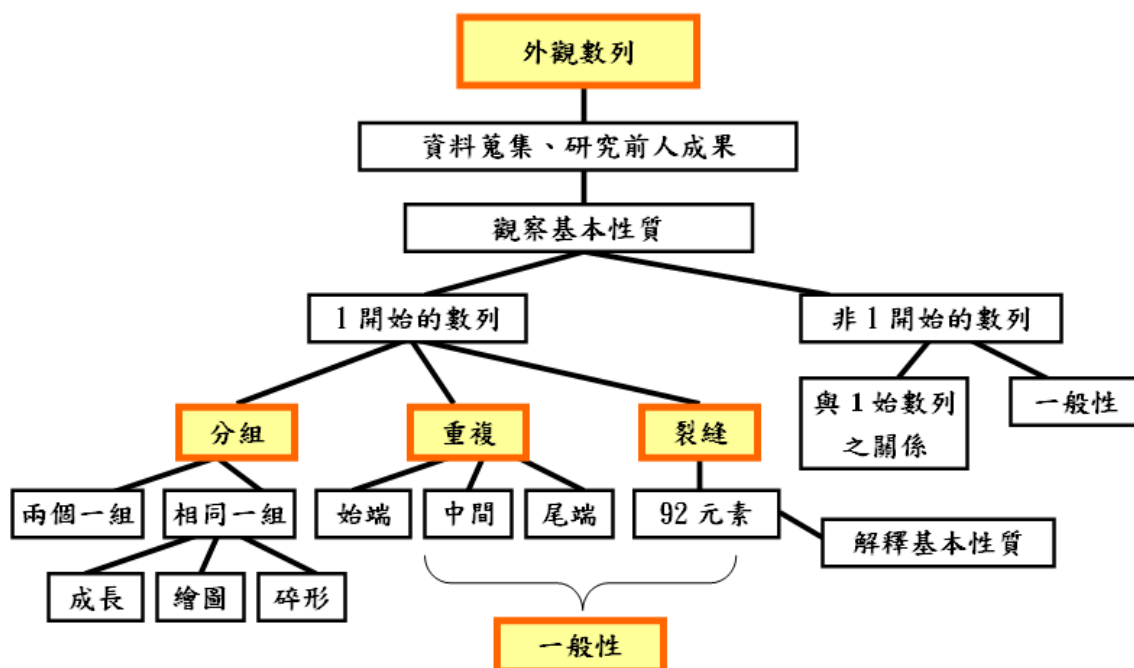 外觀數列
資料蒐集、研究前人成果
觀察基本性質
1 開始的數列
非 1 開始的數列
與 1 始數列
之關係
一般性
分組
重複
裂縫
兩個一組
相同一組
始端
中間
尾端
92 元素
解釋基本性質
成長
繪圖
碎形
一般性